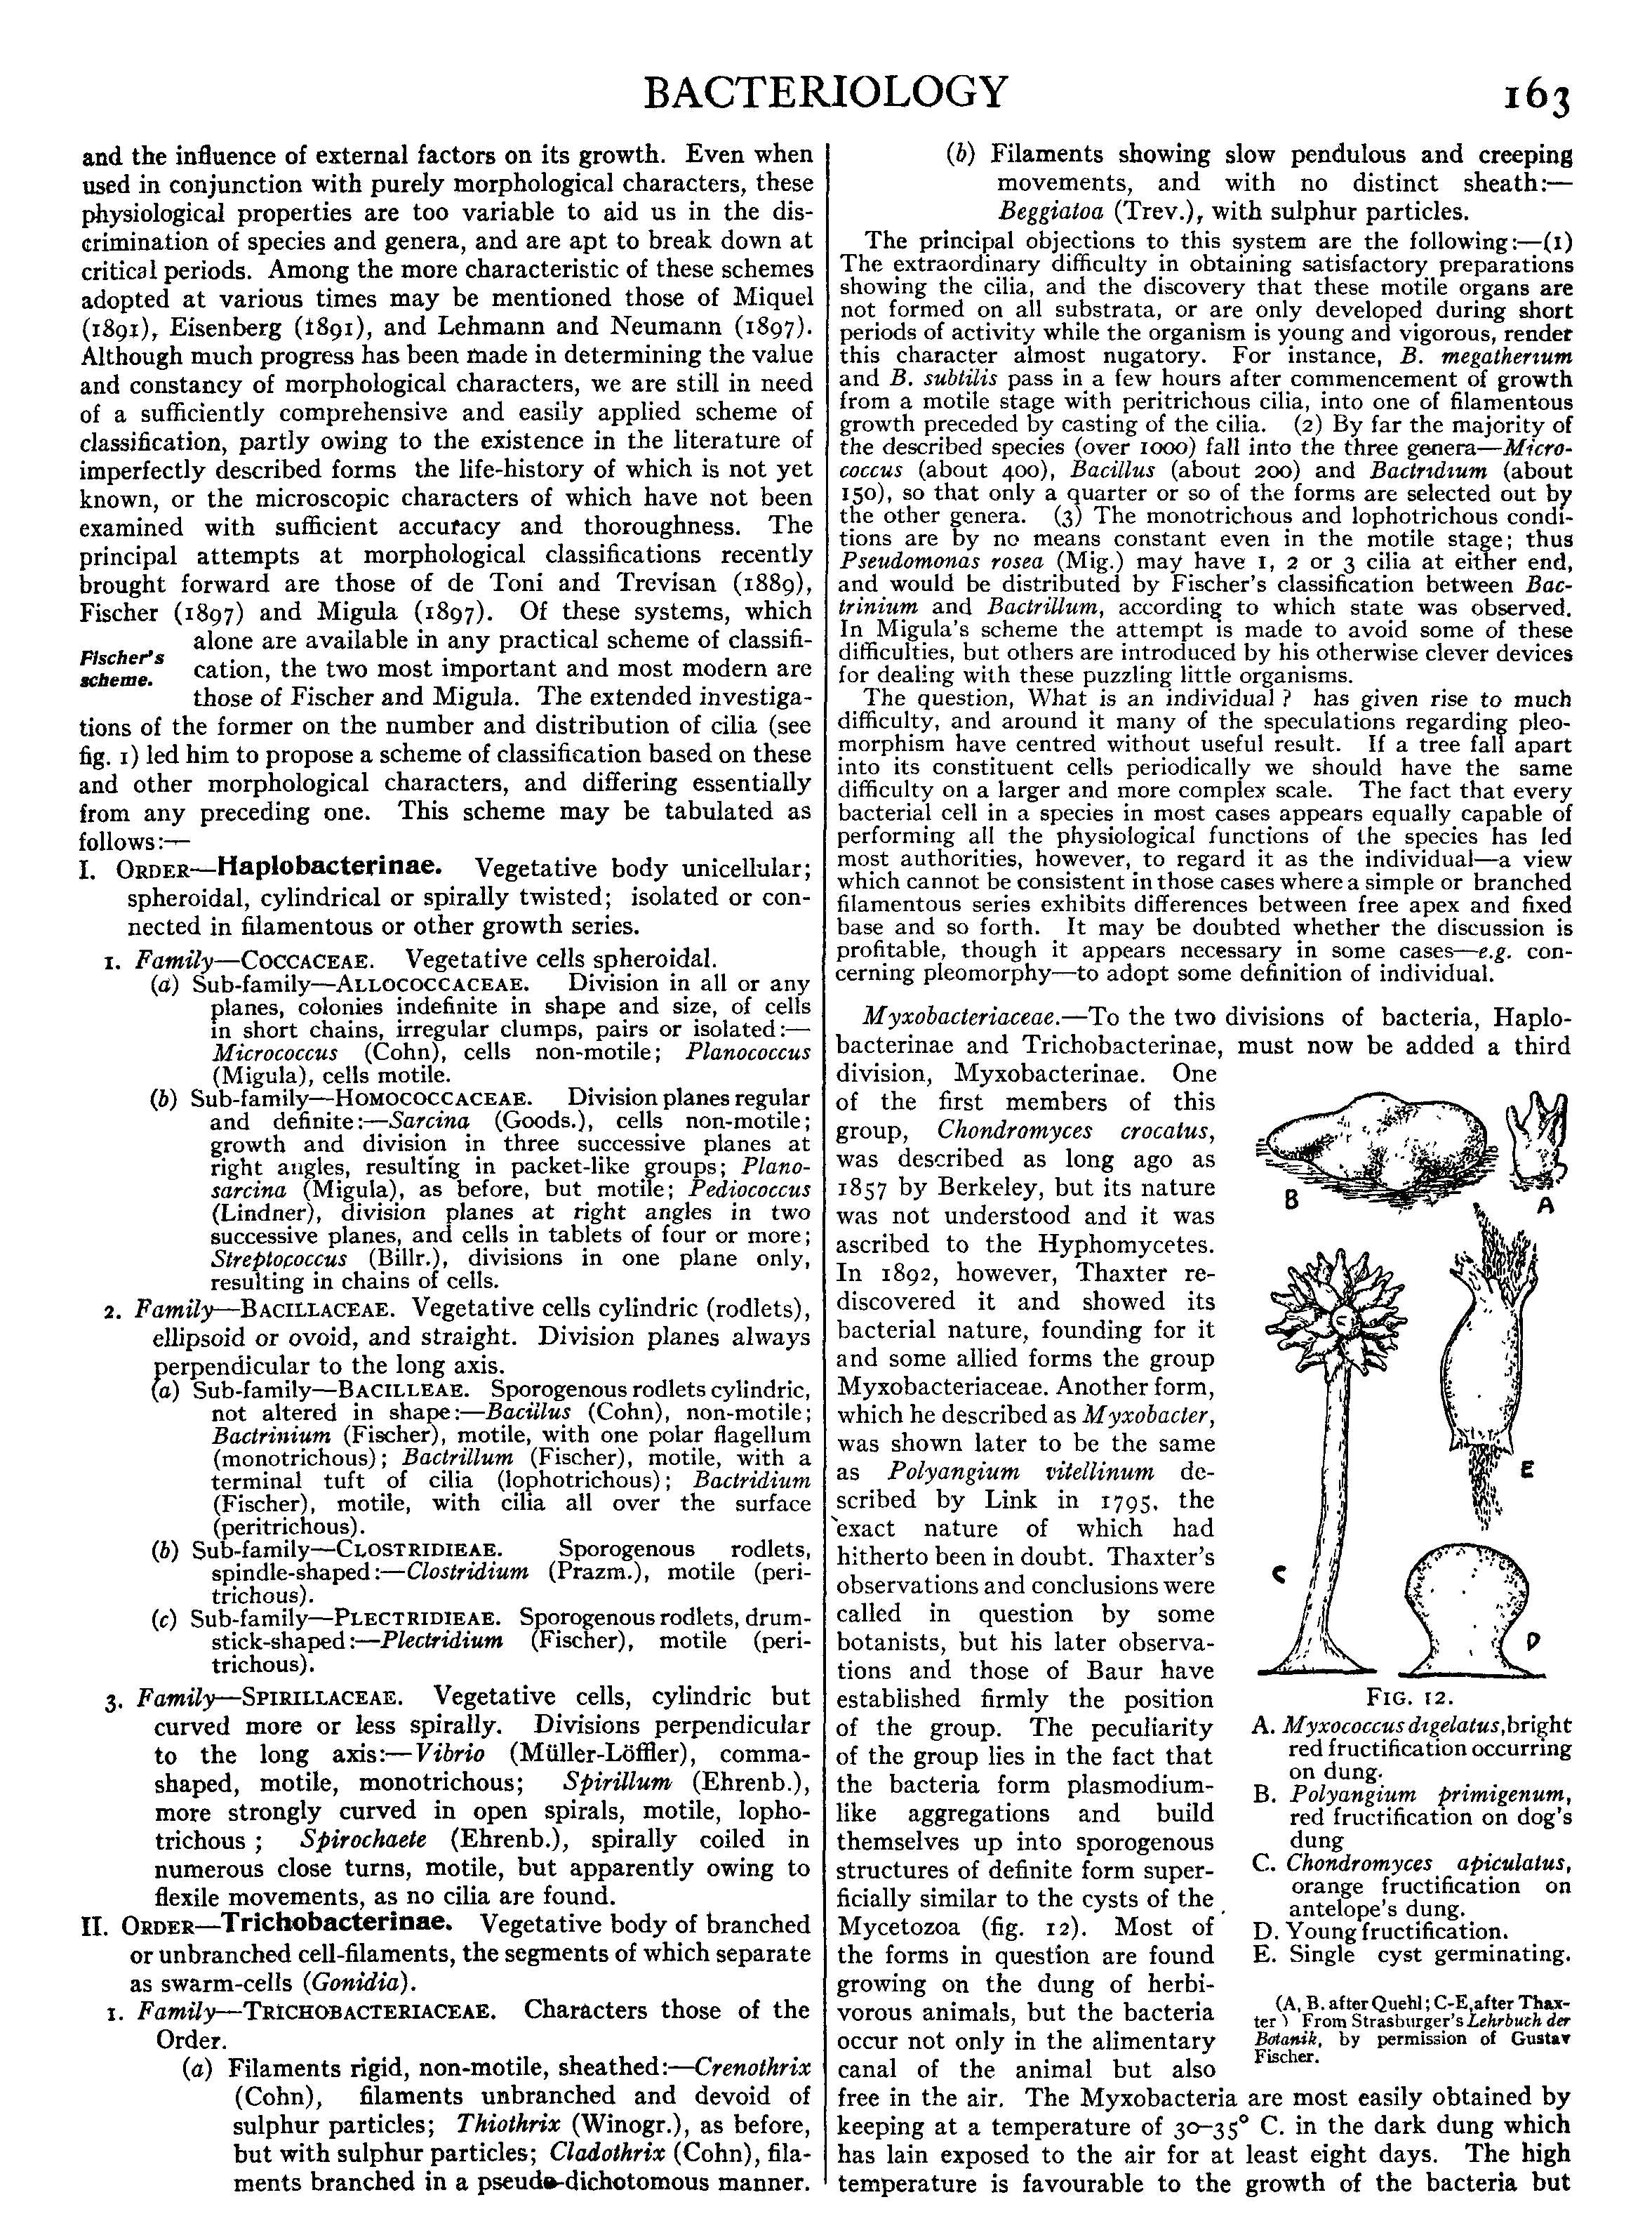 BACTERIOLOGY
163
and the influence of external factors on its growth. Even when
used in conjunction with purely morphological characters, these
physiological properties are too variable to aid us in the dis-
crimination of species and genera, and are apt to break down at
critical periods. Among the more characteristic of these schemes
adopted at various times may be mentioned those of Miquel
(1891), Eisenberg (1891), and Lehmann and Neumann (1897).
Although much progress has been made in determining the value
and constancy of morphological characters, we are still in need
of a sufficiently comprehensive and easily applied scheme of
classification, partly owing to the existence in the literature of
imperfectly described forms the life-history of which is not yet
known, or the microscopic characters of which have not been
examined with sufficient accuracy and thoroughness. The
principal attempts at morphological classifications recently
brought forward are those of de Toni and Trevisan (1889),
Fischer (1897) and Migula (1897). Of these systems, which
alone are available in any practical scheme of classifi-
Fischer's
scheme.
cation, the two most important and most modern are
those of Fischer and Migula. The extended investiga-
tions of the former on the number and distribution of cilia (see
fig. 1) led him to propose a scheme of classification based on these
and other morphological characters, and differing essentially
from any preceding one. This scheme may be tabulated as
follows:—
I. ORDER—Haplobacterinae. Vegetative body unicellular;
spheroidal, cylindrical or spirally twisted; isolated or con-
nected in filamentous or other growth series.
1. Family—COCCACEAE. Vegetative cells spheroidal.
(a) Sub-family—ALLOCOCCACEAE. Division in all or any
planes, colonies indefinite in shape and size, of cells
in short chains, irregular clumps, pairs or isolated:—
Micrococcus (Cohn), cells non-motile; Planococcus
(Migula), cells motile.
(b) Sub-family—HOMOCOCCACEAE. Division planes regular
and definite:—Sarcina (Goods.), cells non-motile;
growth and division in three successive planes at
right angles, resulting in packet-like groups; Plano-
sarcina (Migula), as before, but motile; Pediococcus
(Lindner), division planes at right angles in two
successive planes, and cells in tablets of four or more;
Streptococcus (Billr.), divisions in one plane only,
resulting in chains of cells.
2. Family—BACILLACEAE. Vegetative cells cylindric (rodlets),
ellipsoid or ovoid, and straight. Division planes always
perpendicular to the long axis.
(a) Sub-family—BACILLEAE. Sporogenous rodlets cylindric,
not altered in shape:—Bacillus (Cohn), non-motile;
Bactrinium (Fischer), motile, with one polar flagellum
(monotrichous); Bactrillum (Fischer), motile, with a
terminal tuft of cilia (lophotrichous); Bactridium
(Fischer), motile, with cilia all over the surface
(peritrichous).
(b) Sub-family—CLOSTRIDIEAE. Sporogenous rodlets,
spindle-shaped:—Clostridium (Prazm.), motile (peri-
trichous).
(c) Sub-family—PLECTRIDIEAE. Sporogenous rodlets, drum-
stick-shaped:—Plectridium (Fischer), motile (peri-
trichous).
3. Family—SPIRILLACEAE. Vegetative cells, cylindric but
curved more or less spirally. Divisions perpendicular
to the long axis:—Vibrio (Müller-Löffler), comma-
shaped, motile, monotrichous; Spirillum (Ehrenb.),
more strongly curved in open spirals, motile, lopho-
trichous; Spirochaete (Ehrenb.), spirally coiled in
numerous close turns, motile, but apparently owing to
flexile movements, as no cilia are found.
II. ORDER—Trichobacterinae. Vegetative body of branched
or unbranched cell-filaments, the segments of which separate
as swarm-cells (Gonidia).
1. Family—TRICHOBACTERIACEAE. Characters those of the
Order.
(a) Filaments rigid, non-motile, sheathed:—Crenothrix
(Cohn), filaments unbranched and devoid of
sulphur particles; Thiothrix (Winogr.), as before,
but with sulphur particles; Cladothrix (Cohn), fila-
ments branched in a pseudo-dichotomous manner.
(b) Filaments showing slow pendulous and creeping
movements, and with no distinct sheath:—
Beggiatoa (Trev.), with sulphur particles.
The principal objections to this system are the following:—(1)
The extraordinary difficulty in obtaining satisfactory preparations
showing the cilia, and the discovery that these motile organs are
not formed on all substrata, or are only developed during short
periods of activity while the organism is young and vigorous, render
this character almost nugatory. For instance, B. megatherium
and B. subtilis pass in a few hours after commencement of growth
from a motile stage with peritrichous cilia, into one of filamentous
growth preceded by casting of the cilia. (2) By far the majority of
the described species (over 1000) fall into the three genera—Micro-
coccus (about 400), Bacillus (about 200) and Bactridium (about
150), so that only a quarter or so of the forms are selected out by
the other genera. (3) The monotrichous and lophotrichous condi-
tions are by no means constant even in the motile stage; thus
Pseudomonas rosea (Mig.) may have 1, 2 or 3 cilia at either end,
and would be distributed by Fischer's classification between Bac-
trinium and Bactrillum, according to which state was observed.
In Migula's scheme the attempt is made to avoid some of these
difficulties, but others are introduced by his otherwise clever devices
for dealing with these puzzling little organisms.
The question, What is an individual? has given rise to much
difficulty, and around it many of the speculations regarding pleo-
morphism have centred without useful result. If a tree fall apart
into its constituent cells periodically we should have the same
difficulty on a larger and more complex scale. The fact that every
bacterial cell in a species in most cases appears equally capable of
performing all the physiological functions of the species has led
most authorities, however, to regard it as the individual—a view
which cannot be consistent in those cases where a simple or branched
filamentous series exhibits differences between free apex and fixed
base and so forth. It may be doubted whether the discussion is
profitable, though it appears necessary in some cases—e.g. con-
cerning pleomorphy—to adopt some definition of individual.
Myxobacteriaceae.—To the two divisions of bacteria, Haplo-
bacterinae and Trichobacterinae, must now be added a third
division, Myxobacterinae. One
of the first members of this
group, Chondromyces crocatus,
was described as long ago as
1857 by Berkeley, but its nature
was not understood and it was
ascribed to the Hyphomycetes.
In 1892, however, Thaxter re-
discovered it and showed its
bacterial nature, founding for it
and some allied forms the group
Myxobacteriaceae. Another form,
which he described as Myxobacter,
was shown later to be the same
as Polyangium vitellinum de-
scribed by Link in 1795, the
exact nature of which had
hitherto been in doubt. Thaxter's
observations and conclusions were
called in question by some
botanists, but his later observa-
tions and those of Baur have
established firmly the position
of the group. The peculiarity
of the group lies in the fact that
the bacteria form plasmodium-
like aggregations and build
themselves up into sporogenous
structures of definite form super-
ficially similar to the cysts of the
Mycetozoa (fig. 12). Most of
the forms in question are found
growing on the dung of herbi-
vorous animals, but the bacteria
occur not only in the alimentary
canal of the animal but also
free in the air. The Myxobacteria are most easily obtained by
keeping at a temperature of 30–35° C. in the dark dung which
has lain exposed to the air for at least eight days. The high
temperature is favourable to the growth of the bacteria but
B
A
C
E
D
FIG. 12.
A. Myxococcus digelatus, bright
red fructification occurring
on dung.
B. Polyangium primigenum,
red fructification on dog's
dung
C. Chondromyces apiculatus,
orange fructification on
antelope's dung.
D. Young fructification.
E. Single cyst germinating.
(A, B. after Quehl; C-E, after Thax-
ter) From Strasburger's Lehrbuch der
Botanik, by permission of Gustav
Fischer.